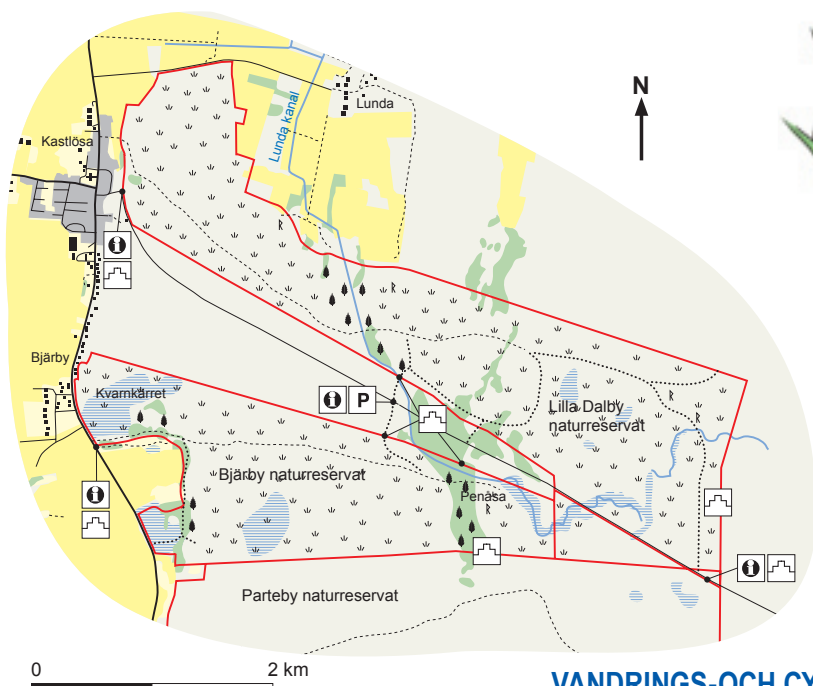 N
Lunda
Lunda kanal
Kastlösa
Bjärby
Kvarnkärret
P
Lilla Dalby
naturreservat
Bjärby naturreservat
Penåsa
R
R
R
R
Parteby naturreservat
0 2 km
VANDRINGS-OCH CY